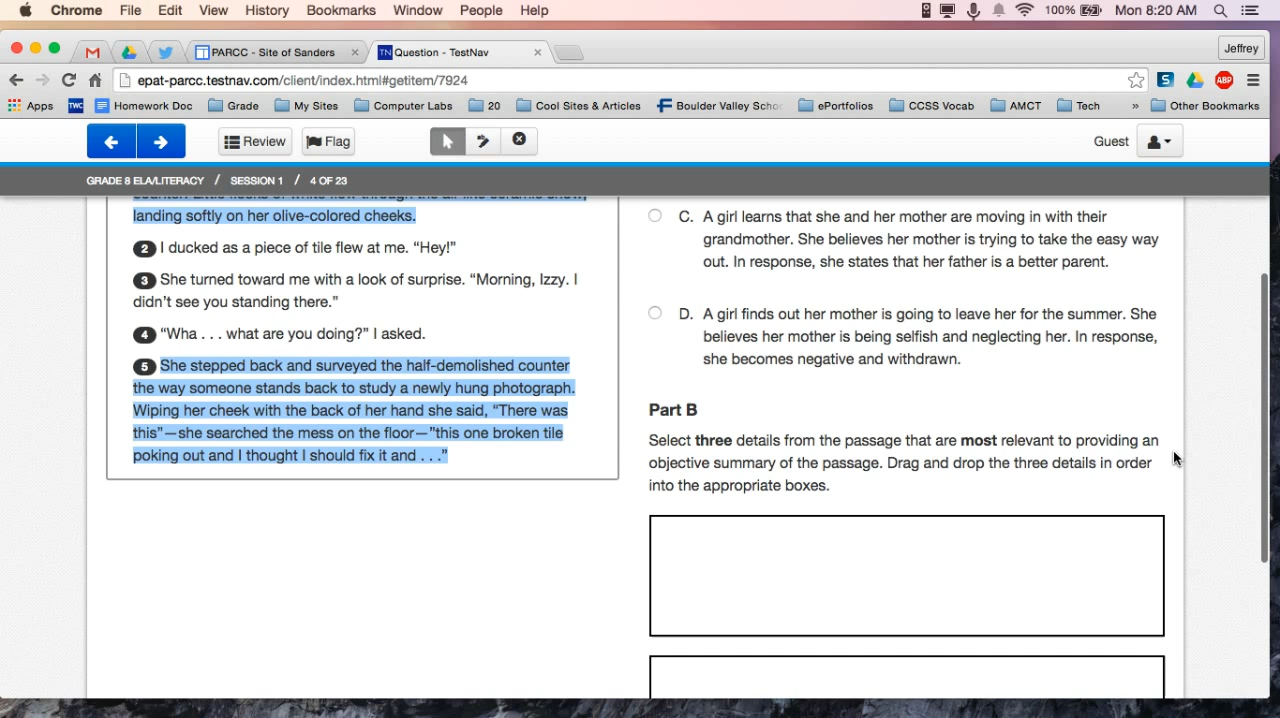 Chrome File Edit View History Bookmarks Window People Help 100% Mon 8:20 AM
PARCC - Site of Sanders × TN Question - TestNav × Jeffrey
epat-parcc.testnav.com/client/index.html#getitem/7924 S ABP
Apps TWC Homework Doc Grade My Sites Computer Labs 20 Cool Sites & Articles Boulder Valley Schoo ePortfolios CCSS Vocab AMCT Tech » Other Bookmarks
Review Flag Guest
GRADE 8 ELA/LITERACY / SESSION 1 / 4 OF 23
landing softly on her olive-colored cheeks.
2 I ducked as a piece of tile flew at me. “Hey!”
3 She turned toward me with a look of surprise. “Morning, Izzy. I
didn’t see you standing there.”
4 “Wha . . . what are you doing?” I asked.
5 She stepped back and surveyed the half-demolished counter
the way someone stands back to study a newly hung photograph.
Wiping her cheek with the back of her hand she said, “There was
this”—she searched the mess on the floor—”this one broken tile
poking out and I thought I should fix it and . . .”
C. A girl learns that she and her mother are moving in with their
grandmother. She believes her mother is trying to take the easy way
out. In response, she states that her father is a better parent.
D. A girl finds out her mother is going to leave her for the summer. She
believes her mother is being selfish and neglecting her. In response,
she becomes negative and withdrawn.
Part B
Select three details from the passage that are most relevant to providing an
objective summary of the passage. Drag and drop the three details in order
into the appropriate boxes.